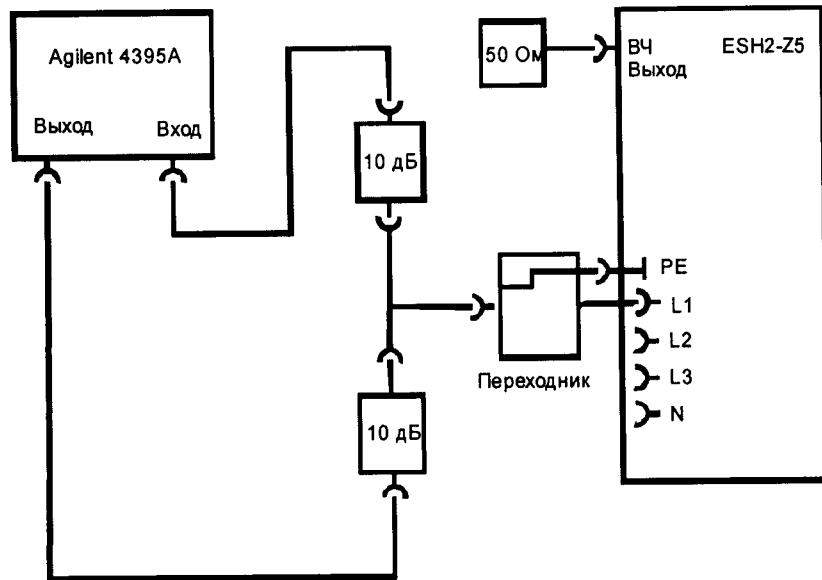 Agilent 4395A
Выход
Вход
10 дБ
50 Ом
ВЧ
Выход
ESH2-Z5
PE
L1
L2
L3
N
Переходник
10 дБ